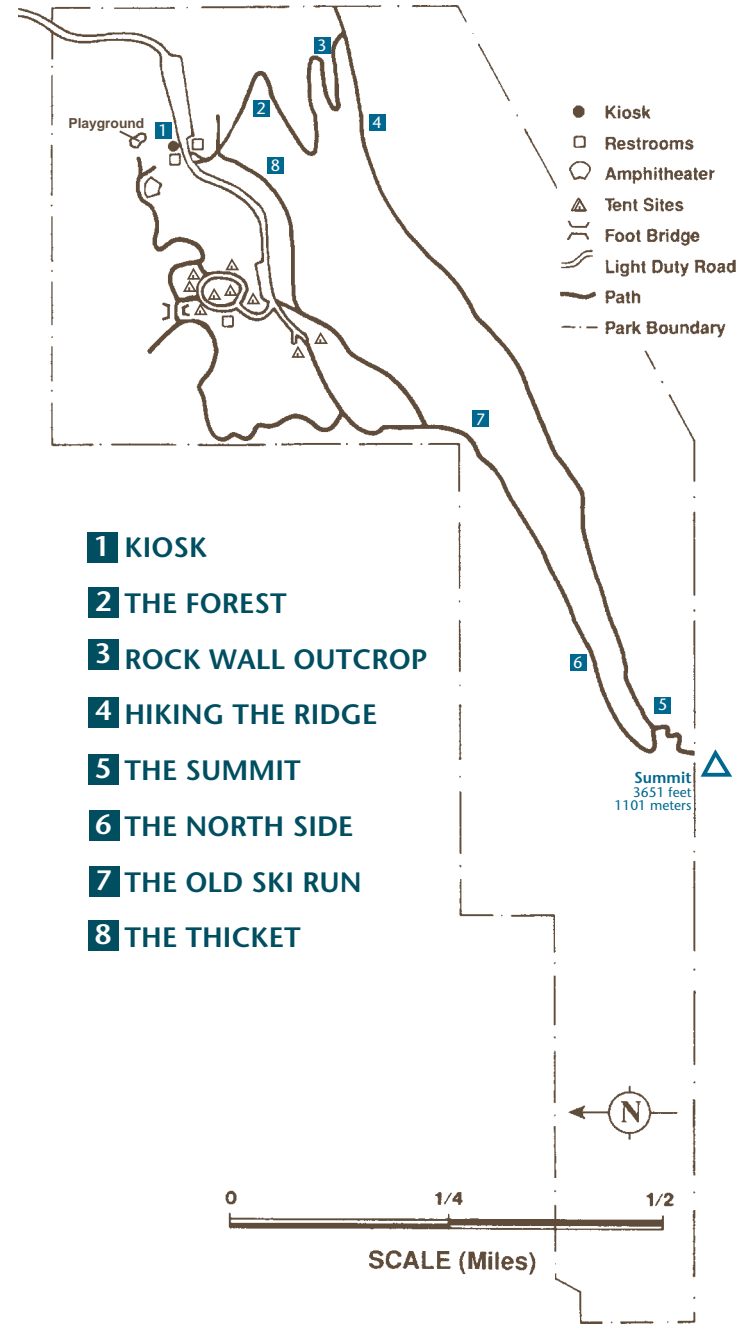 3
2
4
Playground
1
8
Kiosk
Restrooms
Amphitheater
Tent Sites
Foot Bridge
Light Duty Road
Path
Park Boundary
7
1 KIOSK
2 THE FOREST
3 ROCK WALL OUTCROP
4 HIKING THE RIDGE
5 THE SUMMIT
6 THE NORTH SIDE
7 THE OLD SKI RUN
8 THE THICKET
6
5
Summit
3651 feet
1101 meters
N
0 1/4 1/2
SCALE (Miles)